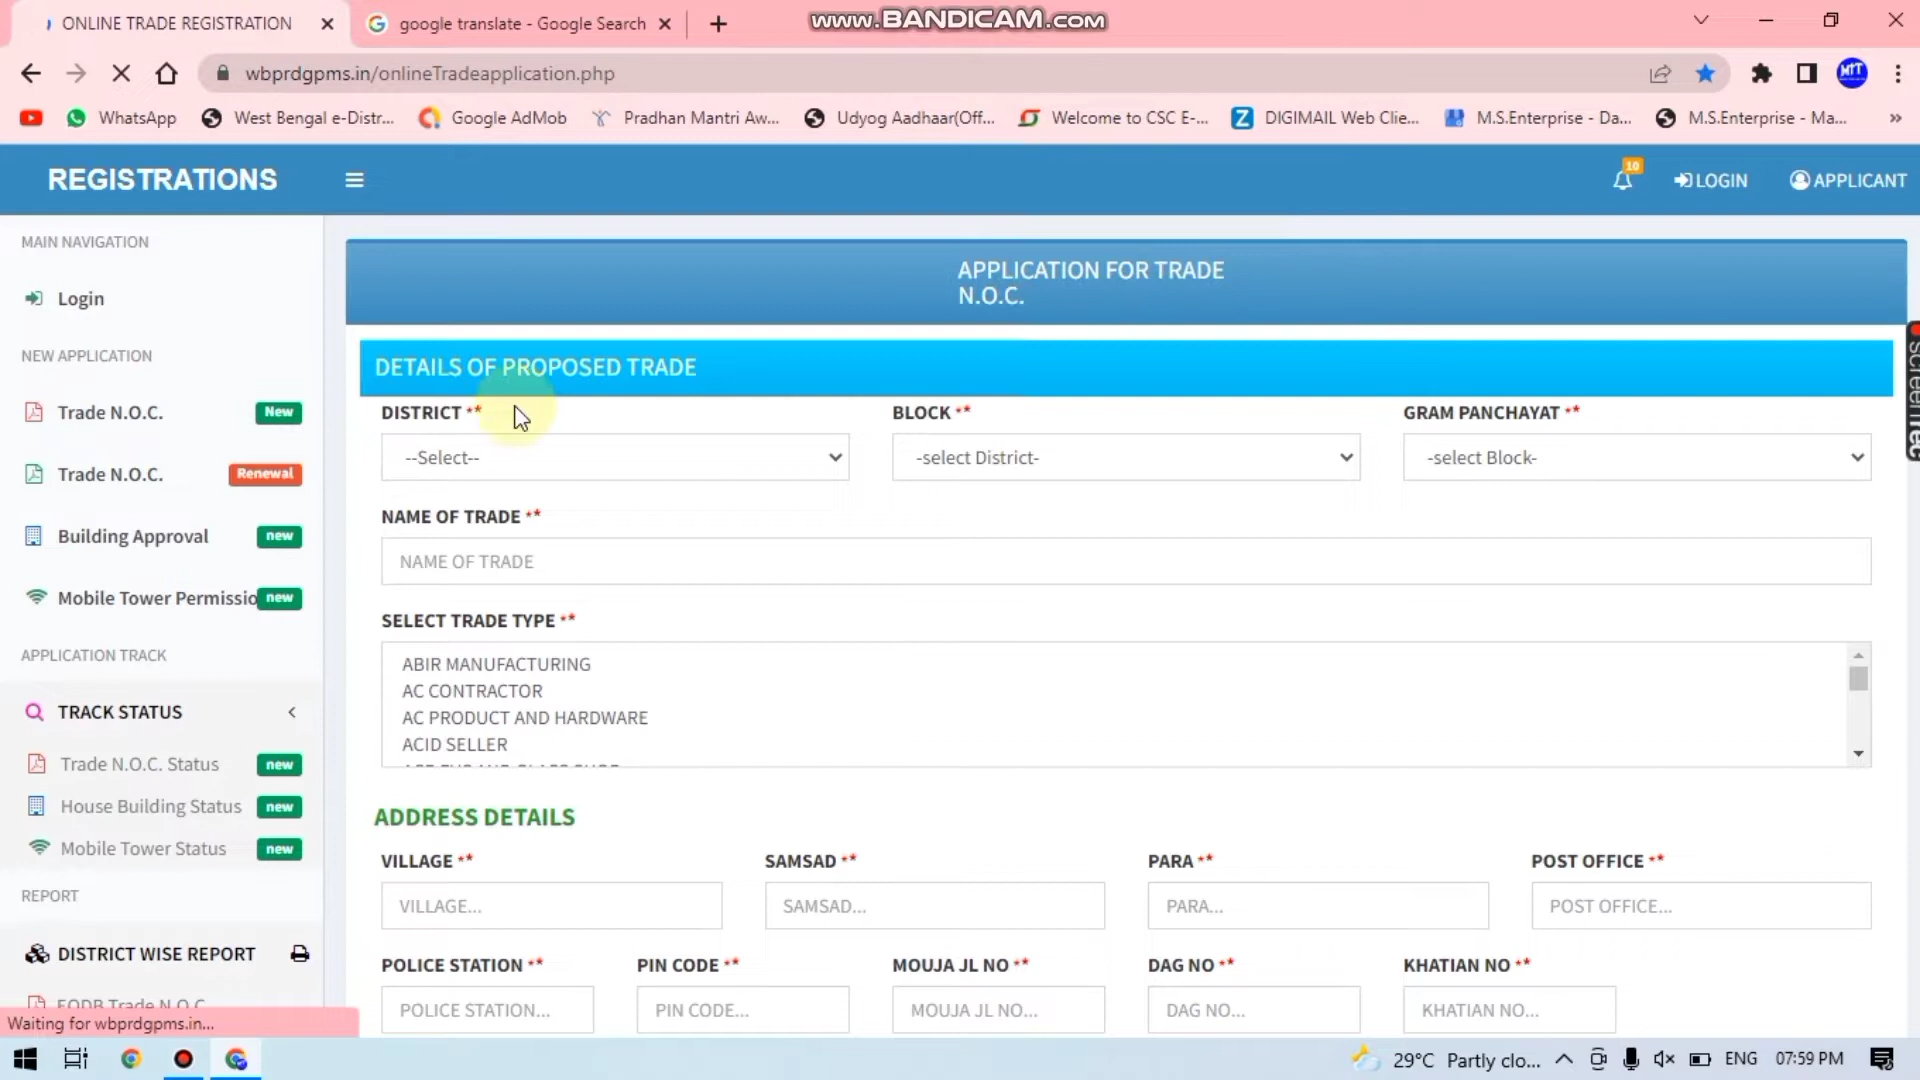 ONLINE TRADE REGISTRATION
google translate - Google Search
www.BANDICAM.com
wbprdgpms.in/onlineTradeapplication.php
MIT
WhatsApp
West Bengal e-Distr...
Google AdMob
Pradhan Mantri Aw...
Udyog Aadhaar(Off...
Welcome to CSC E-...
DIGIMAIL Web Clie...
M.S.Enterprise - Da...
M.S.Enterprise - Ma...
REGISTRATIONS
10
LOGIN
APPLICANT
MAIN NAVIGATION
Login
NEW APPLICATION
Trade N.O.C. New
Trade N.O.C. Renewal
Building Approval new
Mobile Tower Permissio new
APPLICATION TRACK
TRACK STATUS
Trade N.O.C. Status new
House Building Status new
Mobile Tower Status new
REPORT
DISTRICT WISE REPORT
EODB Trade N.O.C
Waiting for wbprdgpms.in...
APPLICATION FOR TRADE
N.O.C.
DETAILS OF PROPOSED TRADE
DISTRICT ** BLOCK ** GRAM PANCHAYAT **
--Select-- -select District- -select Block-
NAME OF TRADE **
NAME OF TRADE
SELECT TRADE TYPE **
ABIR MANUFACTURING
AC CONTRACTOR
AC PRODUCT AND HARDWARE
ACID SELLER
ADDRESS DETAILS
VILLAGE ** SAMSAD ** PARA ** POST OFFICE **
VILLAGE... SAMSAD... PARA... POST OFFICE...
POLICE STATION ** PIN CODE ** MOUJA JL NO ** DAG NO ** KHATIAN NO **
POLICE STATION... PIN CODE... MOUJA JL NO... DAG NO... KHATIAN NO...
screenrec
29°C Partly clo... ENG 07:59 PM